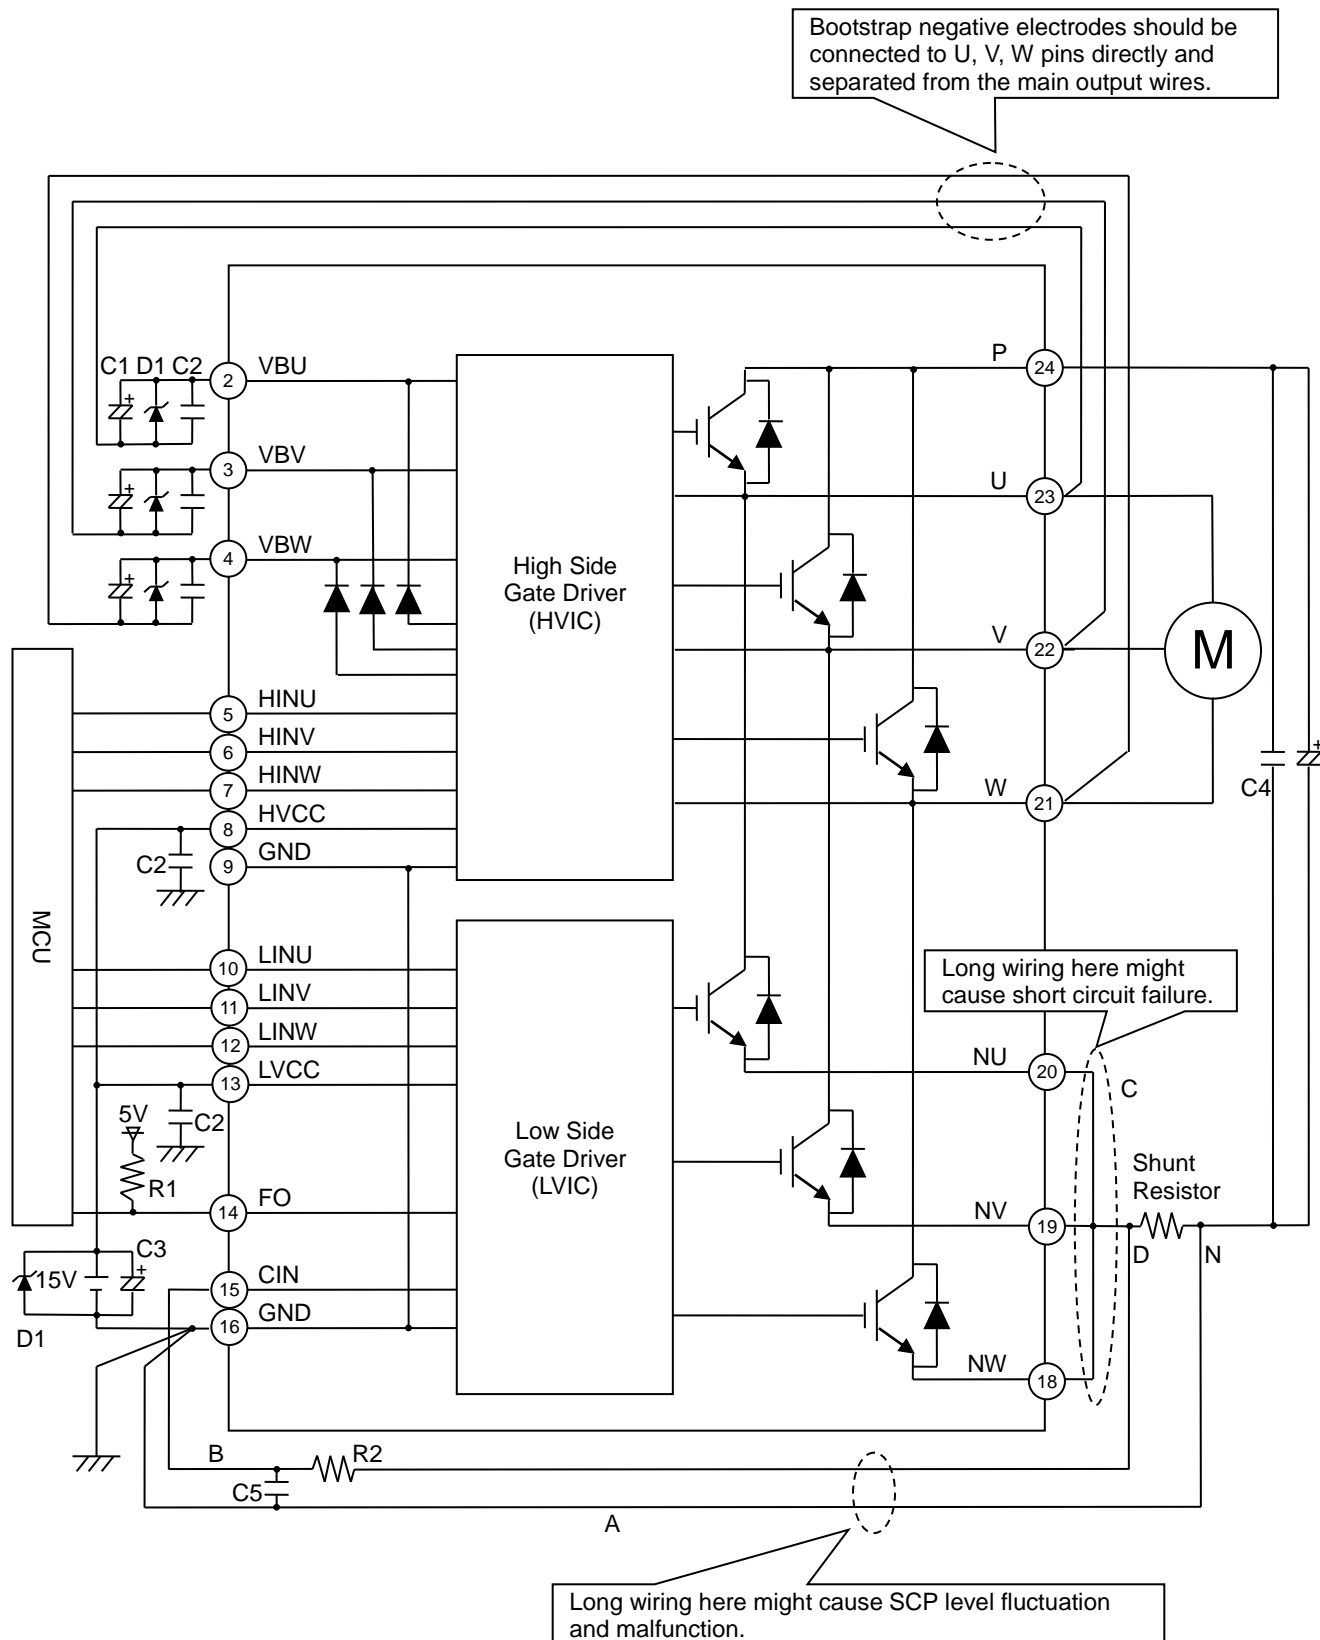 Bootstrap negative electrodes should be
connected to U, V, W pins directly and
separated from the main output wires.
C1 D1 C2
2
VBU
P
24
3
VBV
U
23
4
VBW
High Side
Gate Driver
(HVIC)
V
22
M
5
HINU
6
HINV
7
HINW
W
21
C4
+
8
HVCC
C2
9
GND
+
+
+
MCU
10
LINU
11
LINV
12
LINW
13
LVCC
C2
5V
R1
14
FO
Low Side
Gate Driver
(LVIC)
Long wiring here might
cause short circuit failure.
NU
20
C
Shunt
Resistor
NV
19
D
N
C3
+
15V
D1
15
CIN
16
GND
NW
18
B
R2
C5
A
Long wiring here might cause SCP level fluctuation
and malfunction.